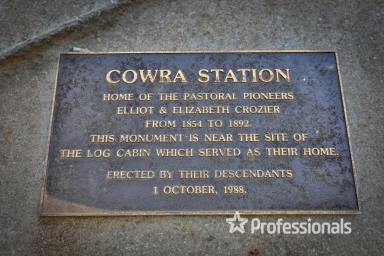 COWRA STATION
HOME OF THE PASTORAL PIONEERS
ELLIOT & ELIZABETH CROZIER
FROM 1854 TO 1892.
THIS MONUMENT IS NEAR THE SITE OF
THE LOG CABIN WHICH SERVED AS THEIR HOME.
ERECTED BY THEIR DESCENDANTS
1 OCTOBER, 1988.
Professionals